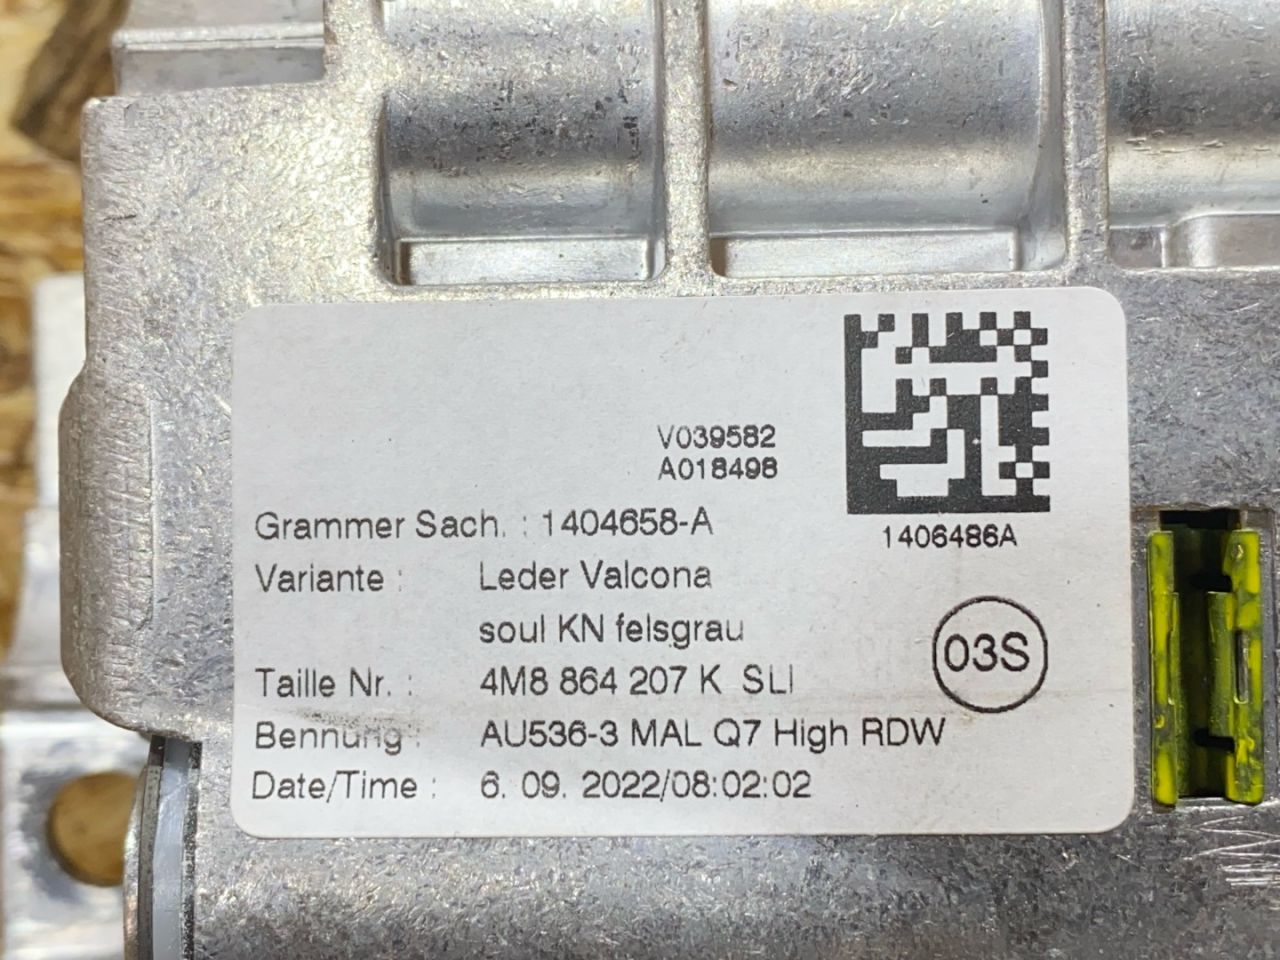 V039582
A018498
1406486A
Grammer Sach. : 1404658-A
Variante : Leder Valcona
soul KN felsgrau
03S
Taille Nr. : 4M8 864 207 K SLI
Bennung : AU536-3 MAL Q7 High RDW
Date/Time : 6. 09. 2022/08:02:02